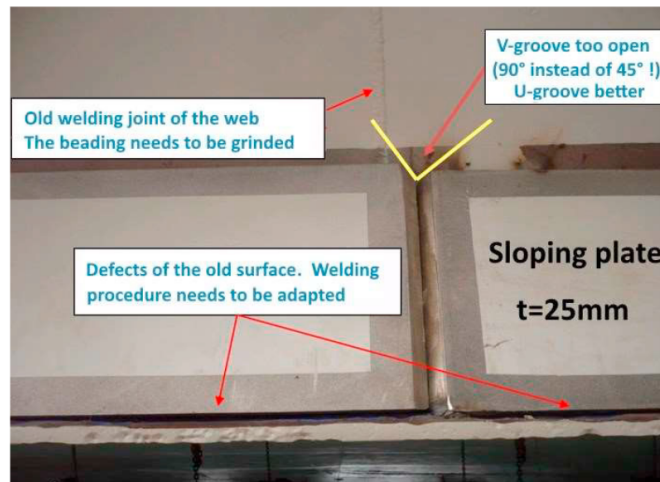 V-groove too open
(90° instead of 45° !)
U-groove better
Old welding joint of the web
The beading needs to be grinded
Defects of the old surface. Welding
procedure needs to be adapted
Sloping plate
t=25mm